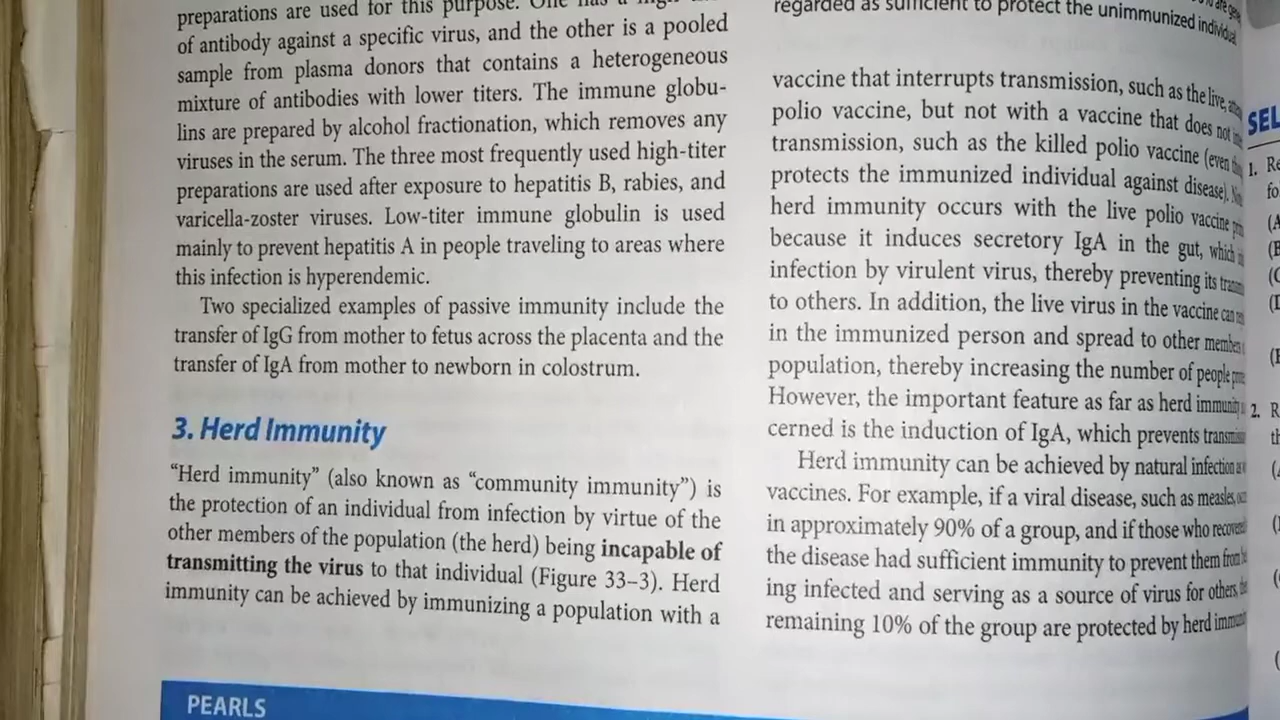 preparations are used for this purpose. One has a high
of antibody against a specific virus, and the other is a pooled
sample from plasma donors that contains a heterogeneous
mixture of antibodies with lower titers. The immune globu-
lins are prepared by alcohol fractionation, which removes any
viruses in the serum. The three most frequently used high-titer
preparations are used after exposure to hepatitis B, rabies, and
varicella-zoster viruses. Low-titer immune globulin is used
mainly to prevent hepatitis A in people traveling to areas where
this infection is hyperendemic.
Two specialized examples of passive immunity include the
transfer of IgG from mother to fetus across the placenta and the
transfer of IgA from mother to newborn in colostrum.
3. Herd Immunity
“Herd immunity” (also known as “community immunity”) is
the protection of an individual from infection by virtue of the
other members of the population (the herd) being incapable of
transmitting the virus to that individual (Figure 33–3). Herd
immunity can be achieved by immunizing a population with a
PEARLS
regarded as sufficient to protect the unimmunized individual
vaccine that interrupts transmission, such as the live,
polio vaccine, but not with a vaccine that does not
transmission, such as the killed polio vaccine (even
protects the immunized individual against disease).
herd immunity occurs with the live polio vaccine
because it induces secretory IgA in the gut, which
infection by virulent virus, thereby preventing its
to others. In addition, the live virus in the vaccine can
in the immunized person and spread to other members
population, thereby increasing the number of people
However, the important feature as far as herd immunity
cerned is the induction of IgA, which prevents
Herd immunity can be achieved by natural infection
vaccines. For example, if a viral disease, such as measles,
in approximately 90% of a group, and if those who
the disease had sufficient immunity to prevent them from
ing infected and serving as a source of virus for others,
remaining 10% of the group are protected by herd
SEL
1. Re
fo
2. R
th